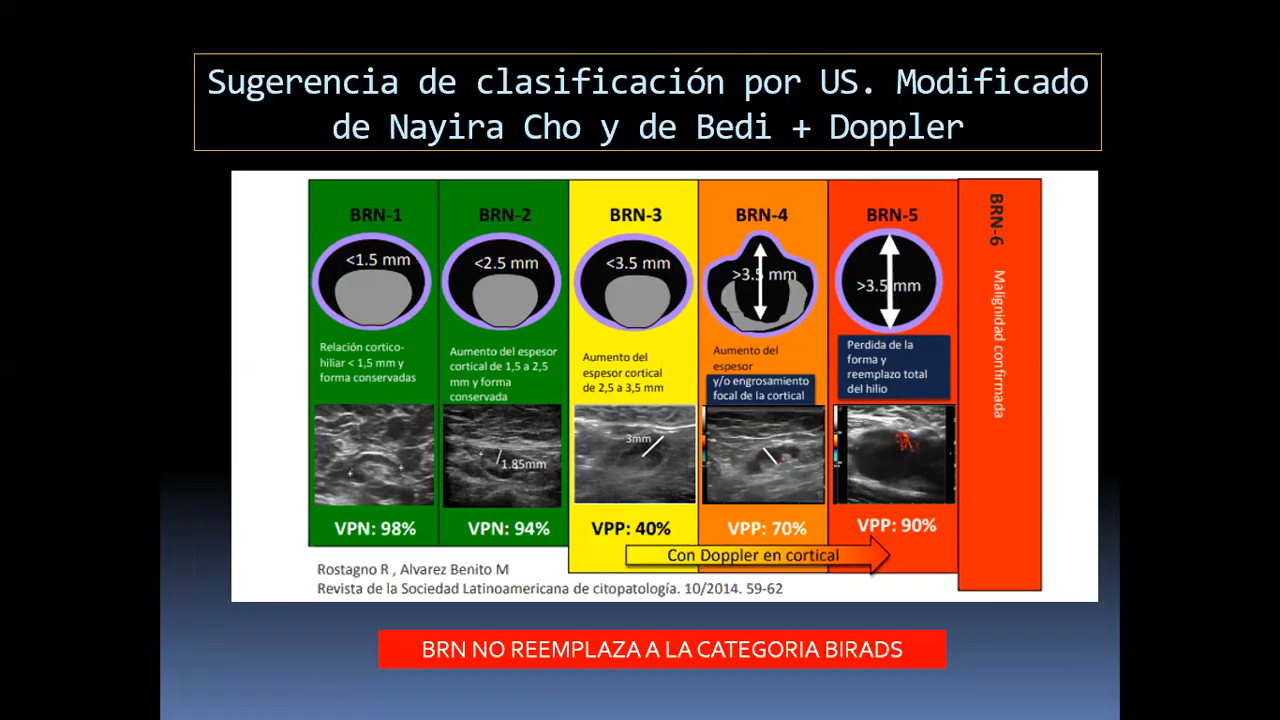 Sugerencia de clasificación por US. Modificado
de Nayira Cho y de Bedi + Doppler
BRN-1
<1.5 mm
Relación cortico-
hiliar < 1,5 mm y
forma conservadas
VPN: 98%
BRN-2
<2.5 mm
Aumento del espesor
cortical de 1,5 a 2,5
mm y forma
conservada
1.85mm
VPN: 94%
BRN-3
<3.5 mm
Aumento del
espesor cortical
de 2,5 a 3,5 mm
3mm
VPP: 40%
BRN-4
>3.5 mm
Aumento del
espesor
y/o engrosamiento
focal de la cortical
VPP: 70%
BRN-5
>3.5 mm
Perdida de la
forma y
reemplazo total
del hilio
VPP: 90%
BRN-6
Malignidad confirmada
Con Doppler en cortical
Rostagno R , Alvarez Benito M
Revista de la Sociedad Latinoamericana de citopatología. 10/2014. 59-62
BRN NO REEMPLAZA A LA CATEGORIA BIRADS